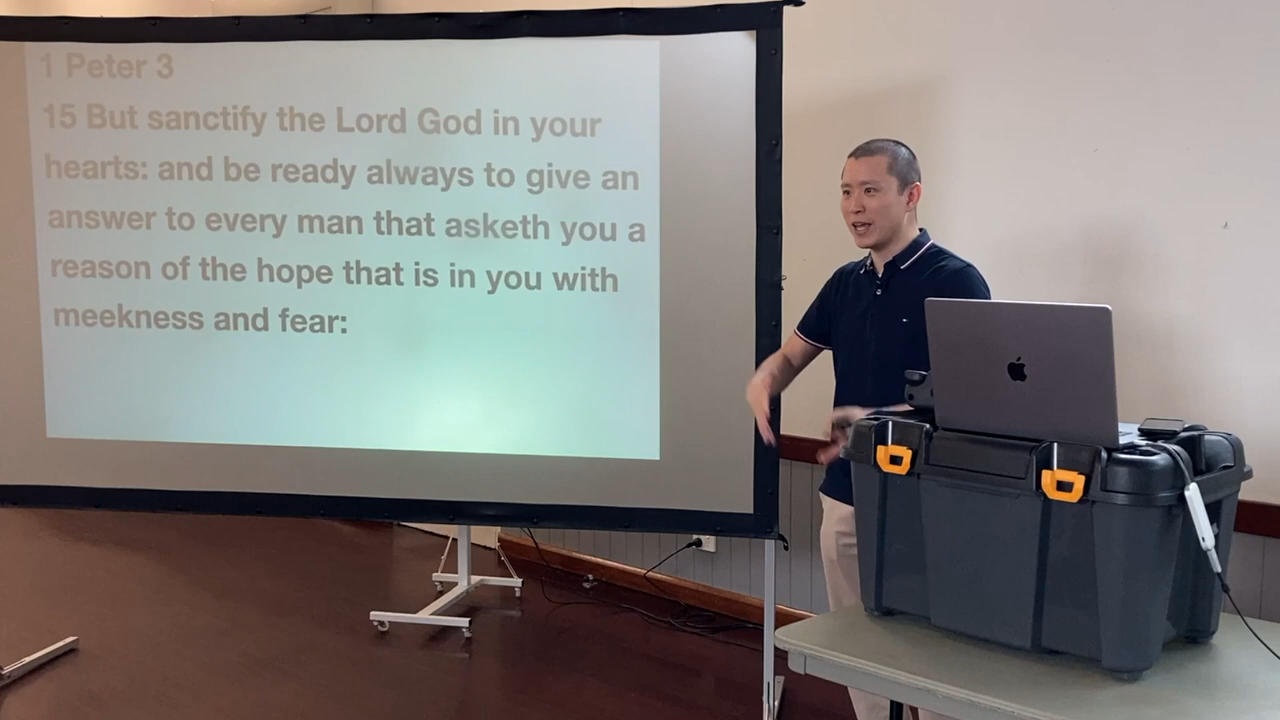 1 Peter 3
15 But sanctify the Lord God in your
hearts: and be ready always to give an
answer to every man that asketh you a
reason of the hope that is in you with
meekness and fear: